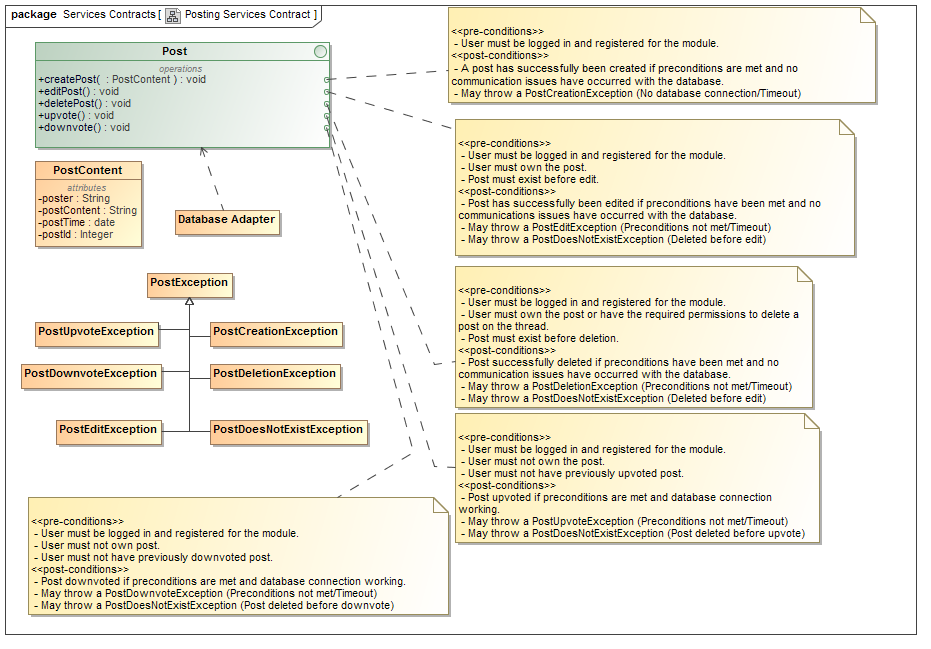 package Services Contracts [ Posting Services Contract ]
Post
operations
+createPost( : PostContent ) : void
+editPost() : void
+deletePost() : void
+upvote() : void
+downvote() : void
PostContent
attributes
-poster : String
-postContent : String
-postTime : date
-postId : Integer
Database Adapter
PostException
PostUpvoteException
PostCreationException
PostDownvoteException
PostDeletionException
PostEditException
PostDoesNotExistException
<<pre-conditions>>
- User must be logged in and registered for the module.
<<post-conditions>>
- A post has successfully been created if preconditions are met and no
communication issues have occurred with the database.
- May throw a PostCreationException (No database connection/Timeout)
<<pre-conditions>>
- User must be logged in and registered for the module.
- User must own the post.
- Post must exist before edit.
<<post-conditions>>
- Post has successfully been edited if preconditions have been met and no
communications issues have occurred with the database.
- May throw a PostEditException (Preconditions not met/Timeout)
- May throw a PostDoesNotExistException (Deleted before edit)
<<pre-conditions>>
- User must be logged in and registered for the module.
- User must own the post or have the required permissions to delete a
post on the thread.
- Post must exist before deletion.
<<post-conditions>>
- Post successfully deleted if preconditions have been met and no
communication issues have occurred with the database.
- May throw a PostDeletionException (Preconditions not met/Timeout)
- May throw a PostDoesNotExistException (Deleted before edit)
<<pre-conditions>>
- User must be logged in and registered for the module.
- User must not own the post.
- User must not have previously upvoted post.
<<post-conditions>>
- Post upvoted if preconditions are met and database connection
working.
- May throw a PostUpvoteException (Preconditions not met/Timeout)
- May throw a PostDoesNotExistException (Post deleted before upvote)
<<pre-conditions>>
- User must be logged in and registered for the module.
- User must not own post.
- User must not have previously downvoted post.
<<post-conditions>>
- Post downvoted if preconditions are met and database connection working.
- May throw a PostDownvoteException (Preconditions not met/Timeout)
- May throw a PostDoesNotExistException (Post deleted before downvote)